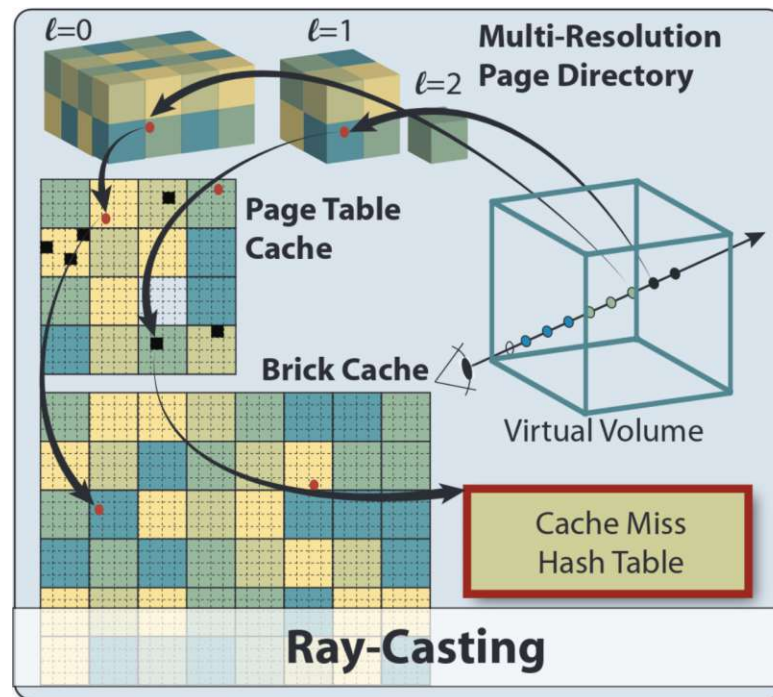 ℓ=0
ℓ=1
ℓ=2
Multi-Resolution
Page Directory
Page Table
Cache
Brick Cache
Virtual Volume
Cache Miss
Hash Table
Ray-Casting